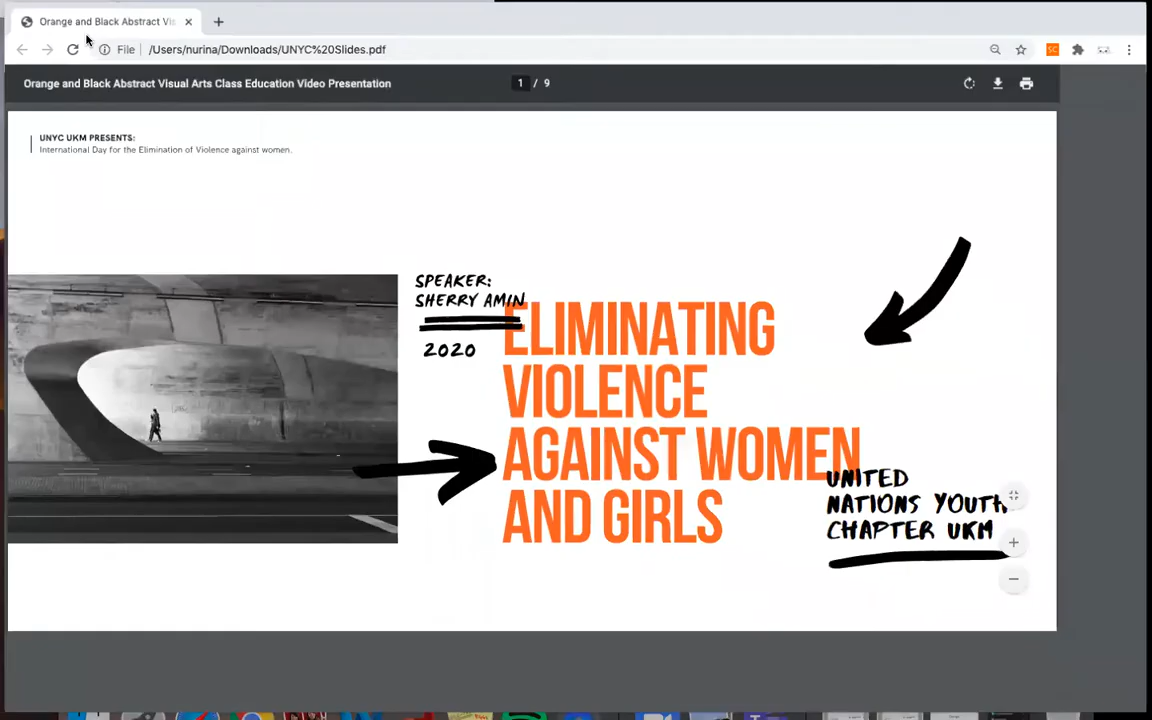 Orange and Black Abstract Vis
File
/Users/nurina/Downloads/UNYC%20Slides.pdf
SC
Orange and Black Abstract Visual Arts Class Education Video Presentation
1 / 9
UNYC UKM PRESENTS:
International Day for the Elimination of Violence against women.
SPEAKER:
SHERRY AMIN
2020
ELIMINATING
VIOLENCE
AGAINST WOMEN
AND GIRLS
UNITED
NATIONS YOUTH
CHAPTER UKM